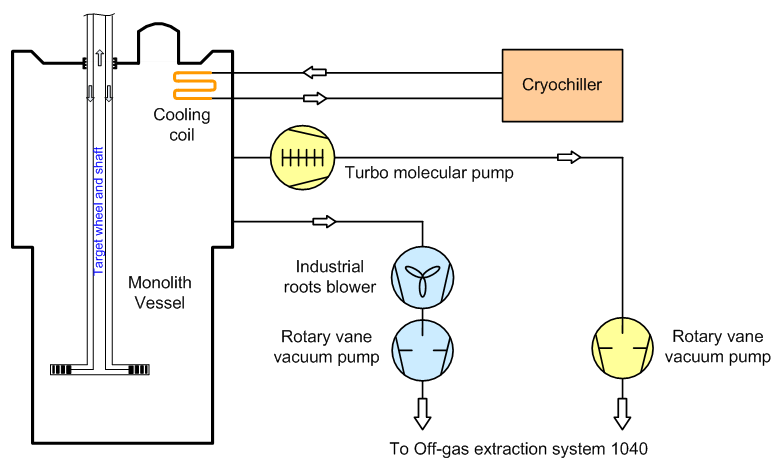 Cryochiller
Cooling
coil
Turbo molecular pump
Target wheel and shaft
Industrial
roots blower
Monolith
Vessel
Rotary vane
vacuum pump
Rotary vane
vacuum pump
To Off-gas extraction system 1040